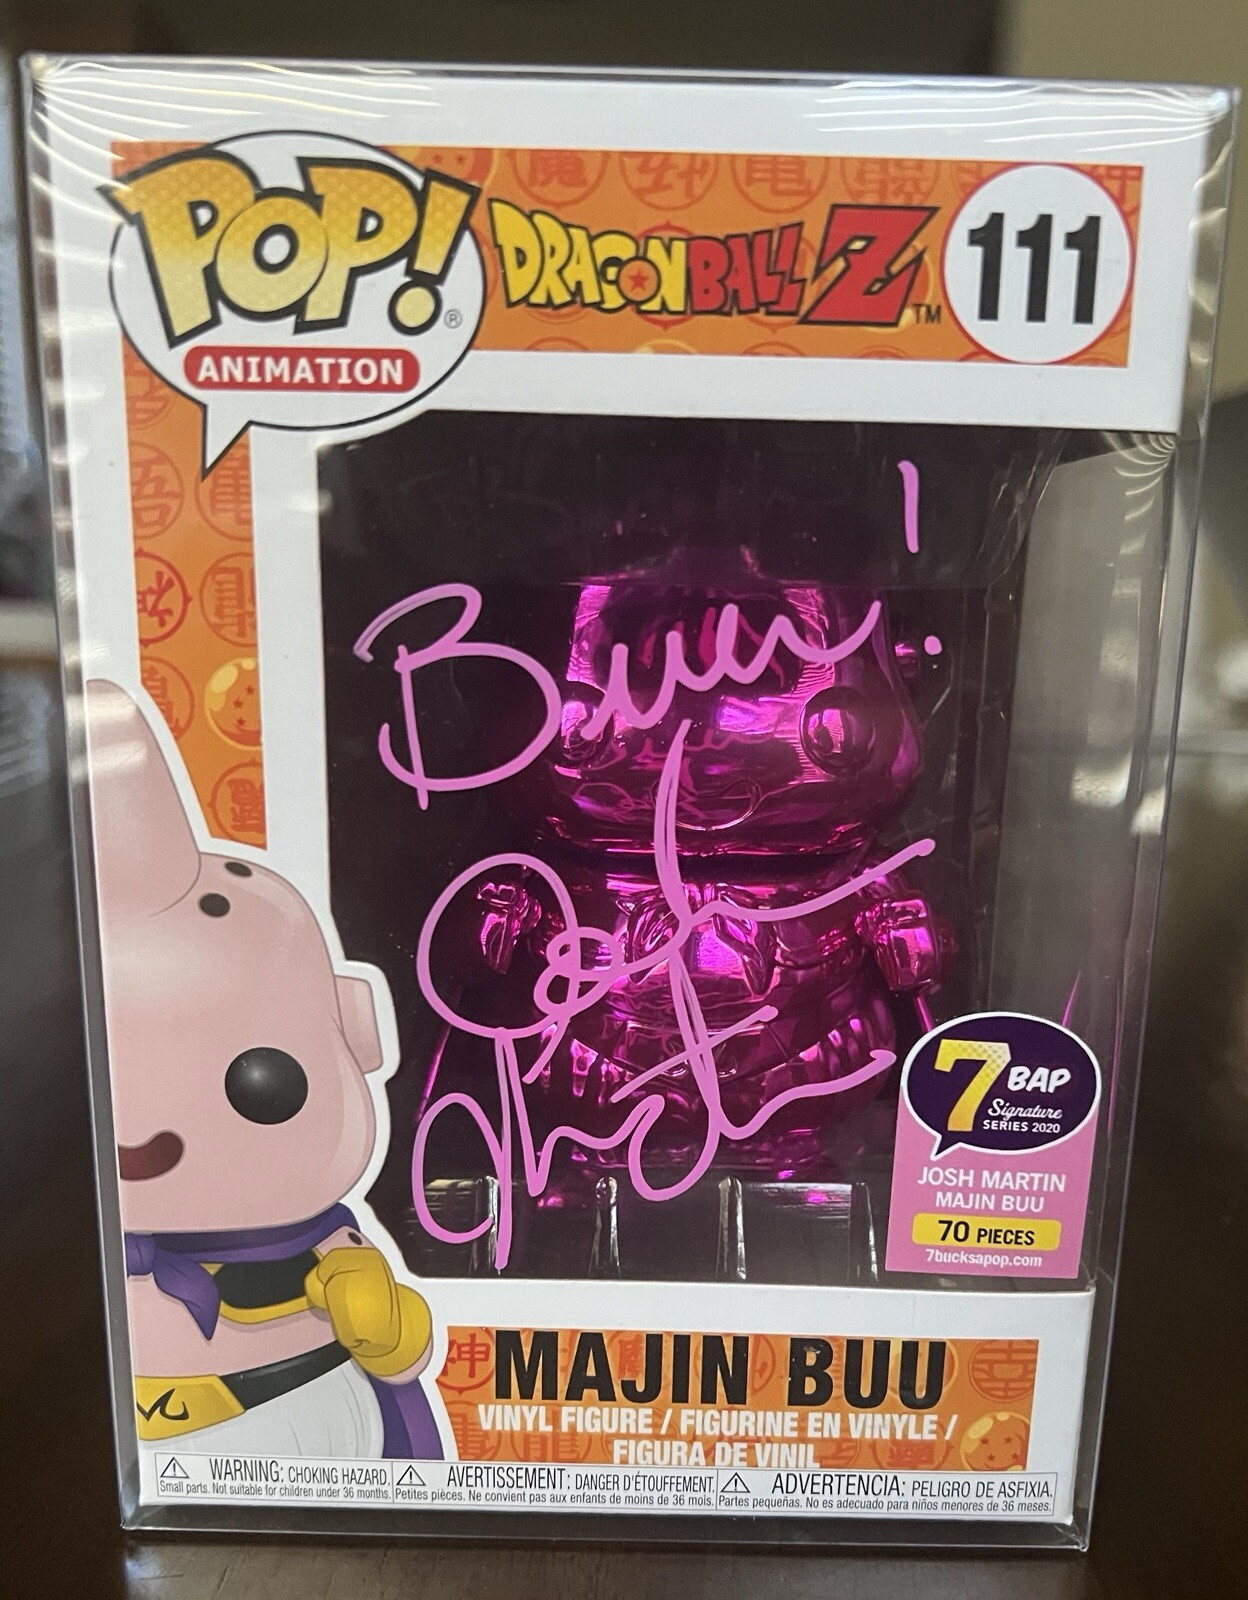 POP!®
ANIMATION
DRAGON BALL Z™
111
Buu!
7 BAP
Signature
SERIES 2020
JOSH MARTIN
MAJIN BUU
70 PIECES
7bucksapop.com
MAJIN BUU
VINYL FIGURE / FIGURINE EN VINYLE /
FIGURA DE VINIL
WARNING: CHOKING HAZARD.
Small parts. Not suitable for children under 36 months.
AVERTISSEMENT: DANGER D'ÉTOUFFEMENT.
Petites pièces. Ne convient pas aux enfants de moins de 36 mois.
ADVERTENCIA: PELIGRO DE ASFIXIA.
Partes pequeñas. No es adecuado para niños menores de 36 meses.